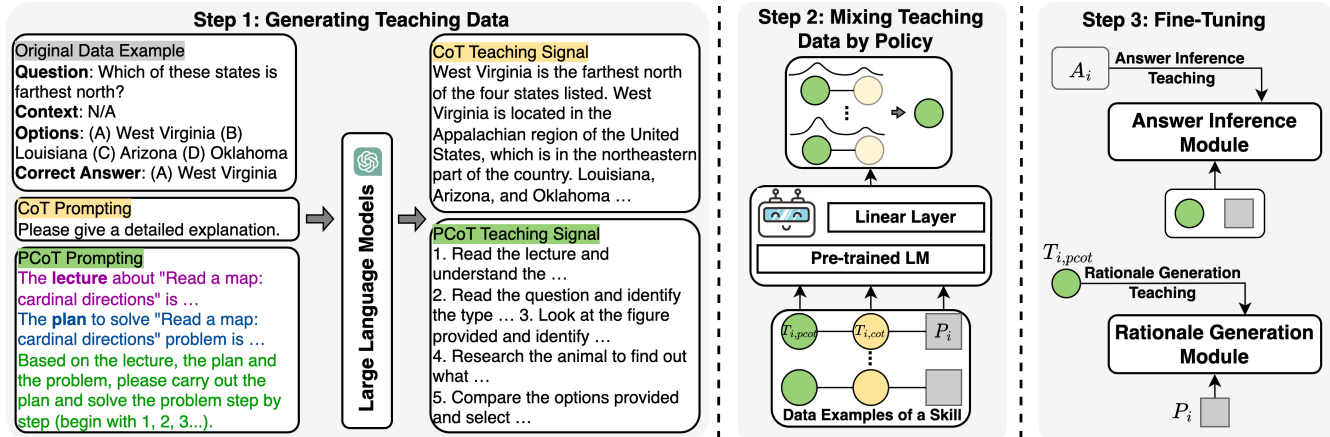 Step 1: Generating Teaching Data
Original Data Example
Question: Which of these states is
farthest north?
Context: N/A
Options: (A) West Virginia (B)
Louisiana (C) Arizona (D) Oklahoma
Correct Answer: (A) West Virginia
CoT Prompting
Please give a detailed explanation.
PCoT Prompting
The lecture about "Read a map:
cardinal directions" is …
The plan to solve "Read a map:
cardinal directions" problem is …
Based on the lecture, the plan and
the problem, please carry out the
plan and solve the problem step by
step (begin with 1, 2, 3...).
Large Language Models
CoT Teaching Signal
West Virginia is the farthest north
of the four states listed. West
Virginia is located in the
Appalachian region of the United
States, which is in the northeastern
part of the country. Louisiana,
Arizona, and Oklahoma …
PCoT Teaching Signal
1. Read the lecture and
understand the …
2. Read the question and identify
the type … 3. Look at the figure
provided and identify …
4. Research the animal to find out
what …
5. Compare the options provided
and select …
Step 2: Mixing Teaching
Data by Policy
Linear Layer
Pre-trained LM
T_{i,pcot} T_{i,cot} P_i
Data Examples of a Skill
Step 3: Fine-Tuning
A_i
Answer Inference
Teaching
Answer Inference
Module
T_{i,pcot}
Rationale Generation
Teaching
Rationale Generation
Module
P_i